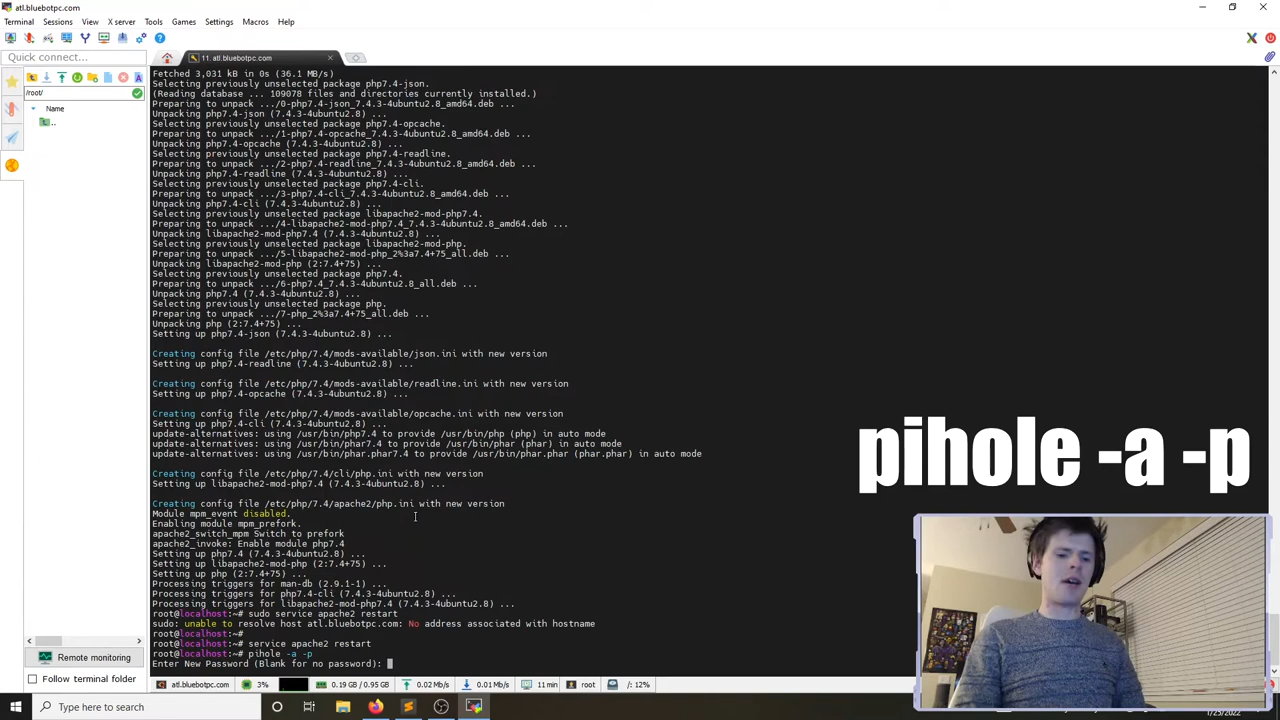 atl.bluebotpc.com
Terminal Sessions View X server Tools Games Settings Macros Help
Quick connect...
11. atl.bluebotpc.com
/root/
Name
..
Fetched 3,031 kB in 0s (36.1 MB/s)
Selecting previously unselected package php7.4-json.
(Reading database ... 109078 files and directories currently installed.)
Preparing to unpack .../0-php7.4-json_7.4.3-4ubuntu2.8_amd64.deb ...
Unpacking php7.4-json (7.4.3-4ubuntu2.8) ...
Selecting previously unselected package php7.4-opcache.
Preparing to unpack .../1-php7.4-opcache_7.4.3-4ubuntu2.8_amd64.deb ...
Unpacking php7.4-opcache (7.4.3-4ubuntu2.8) ...
Selecting previously unselected package php7.4-readline.
Preparing to unpack .../2-php7.4-readline_7.4.3-4ubuntu2.8_amd64.deb ...
Unpacking php7.4-readline (7.4.3-4ubuntu2.8) ...
Selecting previously unselected package php7.4-cli.
Preparing to unpack .../3-php7.4-cli_7.4.3-4ubuntu2.8_amd64.deb ...
Unpacking php7.4-cli (7.4.3-4ubuntu2.8) ...
Selecting previously unselected package libapache2-mod-php7.4.
Preparing to unpack .../4-libapache2-mod-php7.4_7.4.3-4ubuntu2.8_amd64.deb ...
Unpacking libapache2-mod-php7.4 (7.4.3-4ubuntu2.8) ...
Selecting previously unselected package libapache2-mod-php.
Preparing to unpack .../5-libapache2-mod-php_2%3a7.4+75_all.deb ...
Unpacking libapache2-mod-php (2:7.4+75) ...
Selecting previously unselected package php7.4.
Preparing to unpack .../6-php7.4_7.4.3-4ubuntu2.8_all.deb ...
Unpacking php7.4 (7.4.3-4ubuntu2.8) ...
Selecting previously unselected package php.
Preparing to unpack .../7-php_2%3a7.4+75_all.deb ...
Unpacking php (2:7.4+75) ...
Setting up php7.4-json (7.4.3-4ubuntu2.8) ...
Creating config file /etc/php/7.4/mods-available/json.ini with new version
Setting up php7.4-readline (7.4.3-4ubuntu2.8) ...
Creating config file /etc/php/7.4/mods-available/readline.ini with new version
Setting up php7.4-opcache (7.4.3-4ubuntu2.8) ...
Creating config file /etc/php/7.4/mods-available/opcache.ini with new version
Setting up php7.4-cli (7.4.3-4ubuntu2.8) ...
update-alternatives: using /usr/bin/php7.4 to provide /usr/bin/php (php) in auto mode
update-alternatives: using /usr/bin/phar7.4 to provide /usr/bin/phar (phar) in auto mode
update-alternatives: using /usr/bin/phar.phar7.4 to provide /usr/bin/phar.phar (phar.phar) in auto mode
Creating config file /etc/php/7.4/cli/php.ini with new version
Setting up libapache2-mod-php7.4 (7.4.3-4ubuntu2.8) ...
Creating config file /etc/php/7.4/apache2/php.ini with new version
Module mpm_event disabled.
Enabling module mpm_prefork.
apache2_switch_mpm Switch to prefork
apache2_invoke: Enable module php7.4
Setting up php7.4 (7.4.3-4ubuntu2.8) ...
Setting up libapache2-mod-php (2:7.4+75) ...
Setting up php (2:7.4+75) ...
Processing triggers for man-db (2.9.1-1) ...
Processing triggers for php7.4-cli (7.4.3-4ubuntu2.8) ...
Processing triggers for libapache2-mod-php7.4 (7.4.3-4ubuntu2.8) ...
root@localhost:~# sudo service apache2 restart
sudo: unable to resolve host atl.bluebotpc.com: No address associated with hostname
root@localhost:~#
root@localhost:~# service apache2 restart
root@localhost:~# pihole -a -p
Enter New Password (Blank for no password):
pihole -a -p
Remote monitoring
Follow terminal folder
atl.bluebotpc.com 3% 0.19 GB / 0.95 GB 0.02 Mb/s 0.01 Mb/s 11 min root /: 12%
Type here to search
1/25/2022